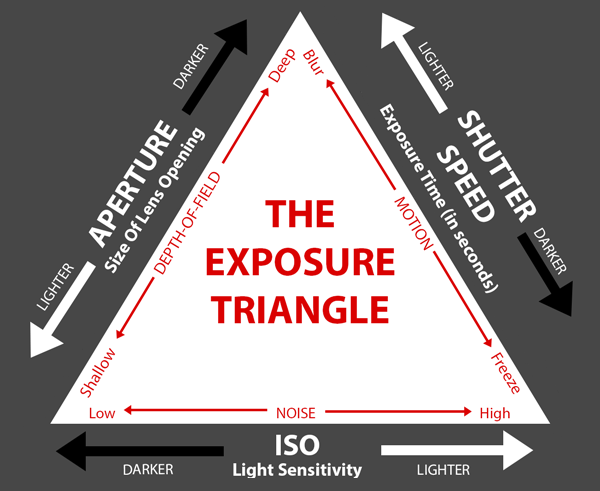 DARKER
APERTURE
Size Of Lens Opening
LIGHTER
LIGHTER
SHUTTER
SPEED
Exposure Time (in seconds)
DARKER
Deep
DEPTH-OF-FIELD
Shallow
Blur
MOTION
Freeze
THE
EXPOSURE
TRIANGLE
Low NOISE High
ISO
DARKER Light Sensitivity LIGHTER